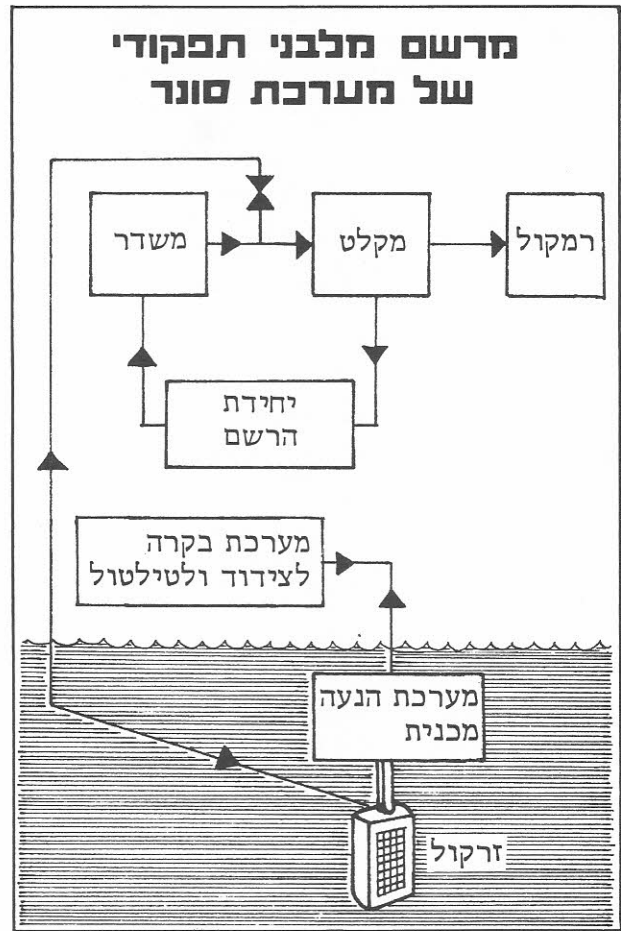 מרשם מלבני תפקודי
של מערכת סונר
משדר
מקלט
רמקול
יחידת
הרשם
מערכת בקרה
לצידוד ולטילטול
מערכת הנעה
מכנית
זרקול